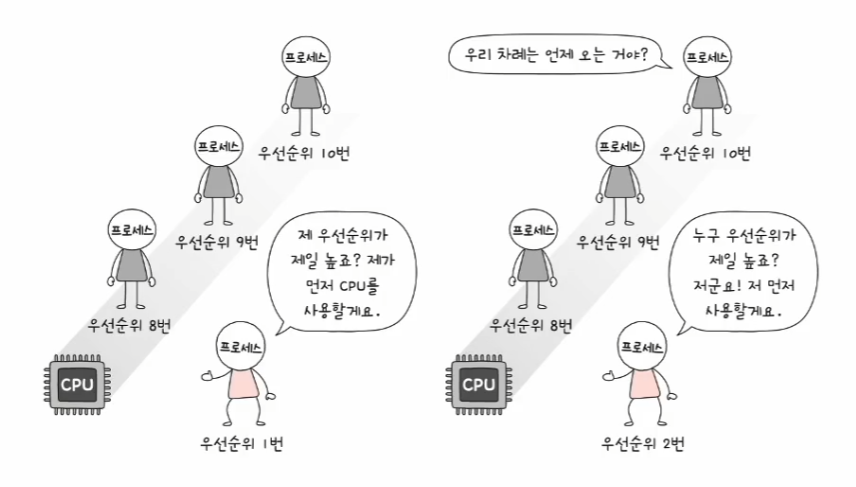 프로세스
우선순위 10번
프로세스
우선순위 9번
프로세스
우선순위 8번
제 우선순위가
제일 높죠? 제가
먼저 CPU를
사용할게요.
프로세스
우선순위 1번
CPU
우리 차례는 언제 오는 거야?
프로세스
우선순위 10번
프로세스
우선순위 9번
프로세스
우선순위 8번
누구 우선순위가
제일 높죠?
저군요! 저 먼저
사용할게요.
프로세스
우선순위 2번
CPU